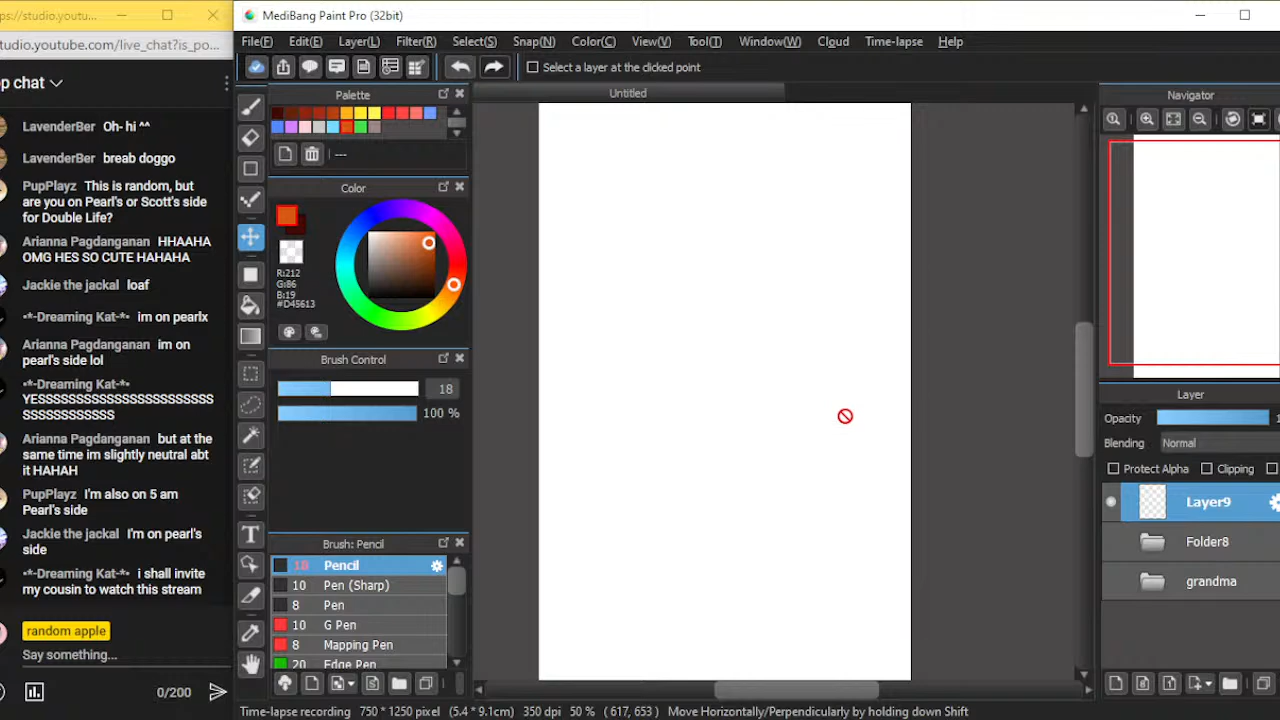 https://studio.youtu...
studio.youtube.com/live_chat?is_po...
op chat
LavenderBer Oh- hi ^^
LavenderBer breab doggo
PupPlayz This is random, but
are you on Pearl's or Scott's side
for Double Life?
Arianna Pagdanganan HHAAHA
OMG HES SO CUTE HAHAHA
Jackie the jackal loaf
·*-Dreaming Kat-*· im on pearlx
Arianna Pagdanganan im on
pearl's side lol
·*-Dreaming Kat-*·
YESSSSSSSSSSSSSSSSSSSSSSS
SSSSSSSSSSSS
Arianna Pagdanganan but at the
same time im slightly neutral abt
it HAHAH
PupPlayz I'm also on 5 am
Pearl's side
Jackie the jackal I'm on pearl's
side
·*-Dreaming Kat-*· i shall invite
my cousin to watch this stream
random apple
Say something...
0/200
MediBang Paint Pro (32bit)
File(F) Edit(E) Layer(L) Filter(R) Select(S) Snap(N) Color(C) View(V) Tool(T) Window(W) Cloud Time-lapse Help
Select a layer at the clicked point
Palette
---
Color
R:212
G:86
B:19
#D45613
Brush Control
18
100 %
Brush: Pencil
18 Pencil
10 Pen (Sharp)
8 Pen
10 G Pen
8 Mapping Pen
20 Edge Pen
Untitled
Navigator
Layer
Opacity
Blending Normal
Protect Alpha Clipping
Layer9
Folder8
grandma
Time-lapse recording 750 * 1250 pixel (5.4 * 9.1cm) 350 dpi 50 % ( 617, 653 ) Move Horizontally/Perpendicularly by holding down Shift